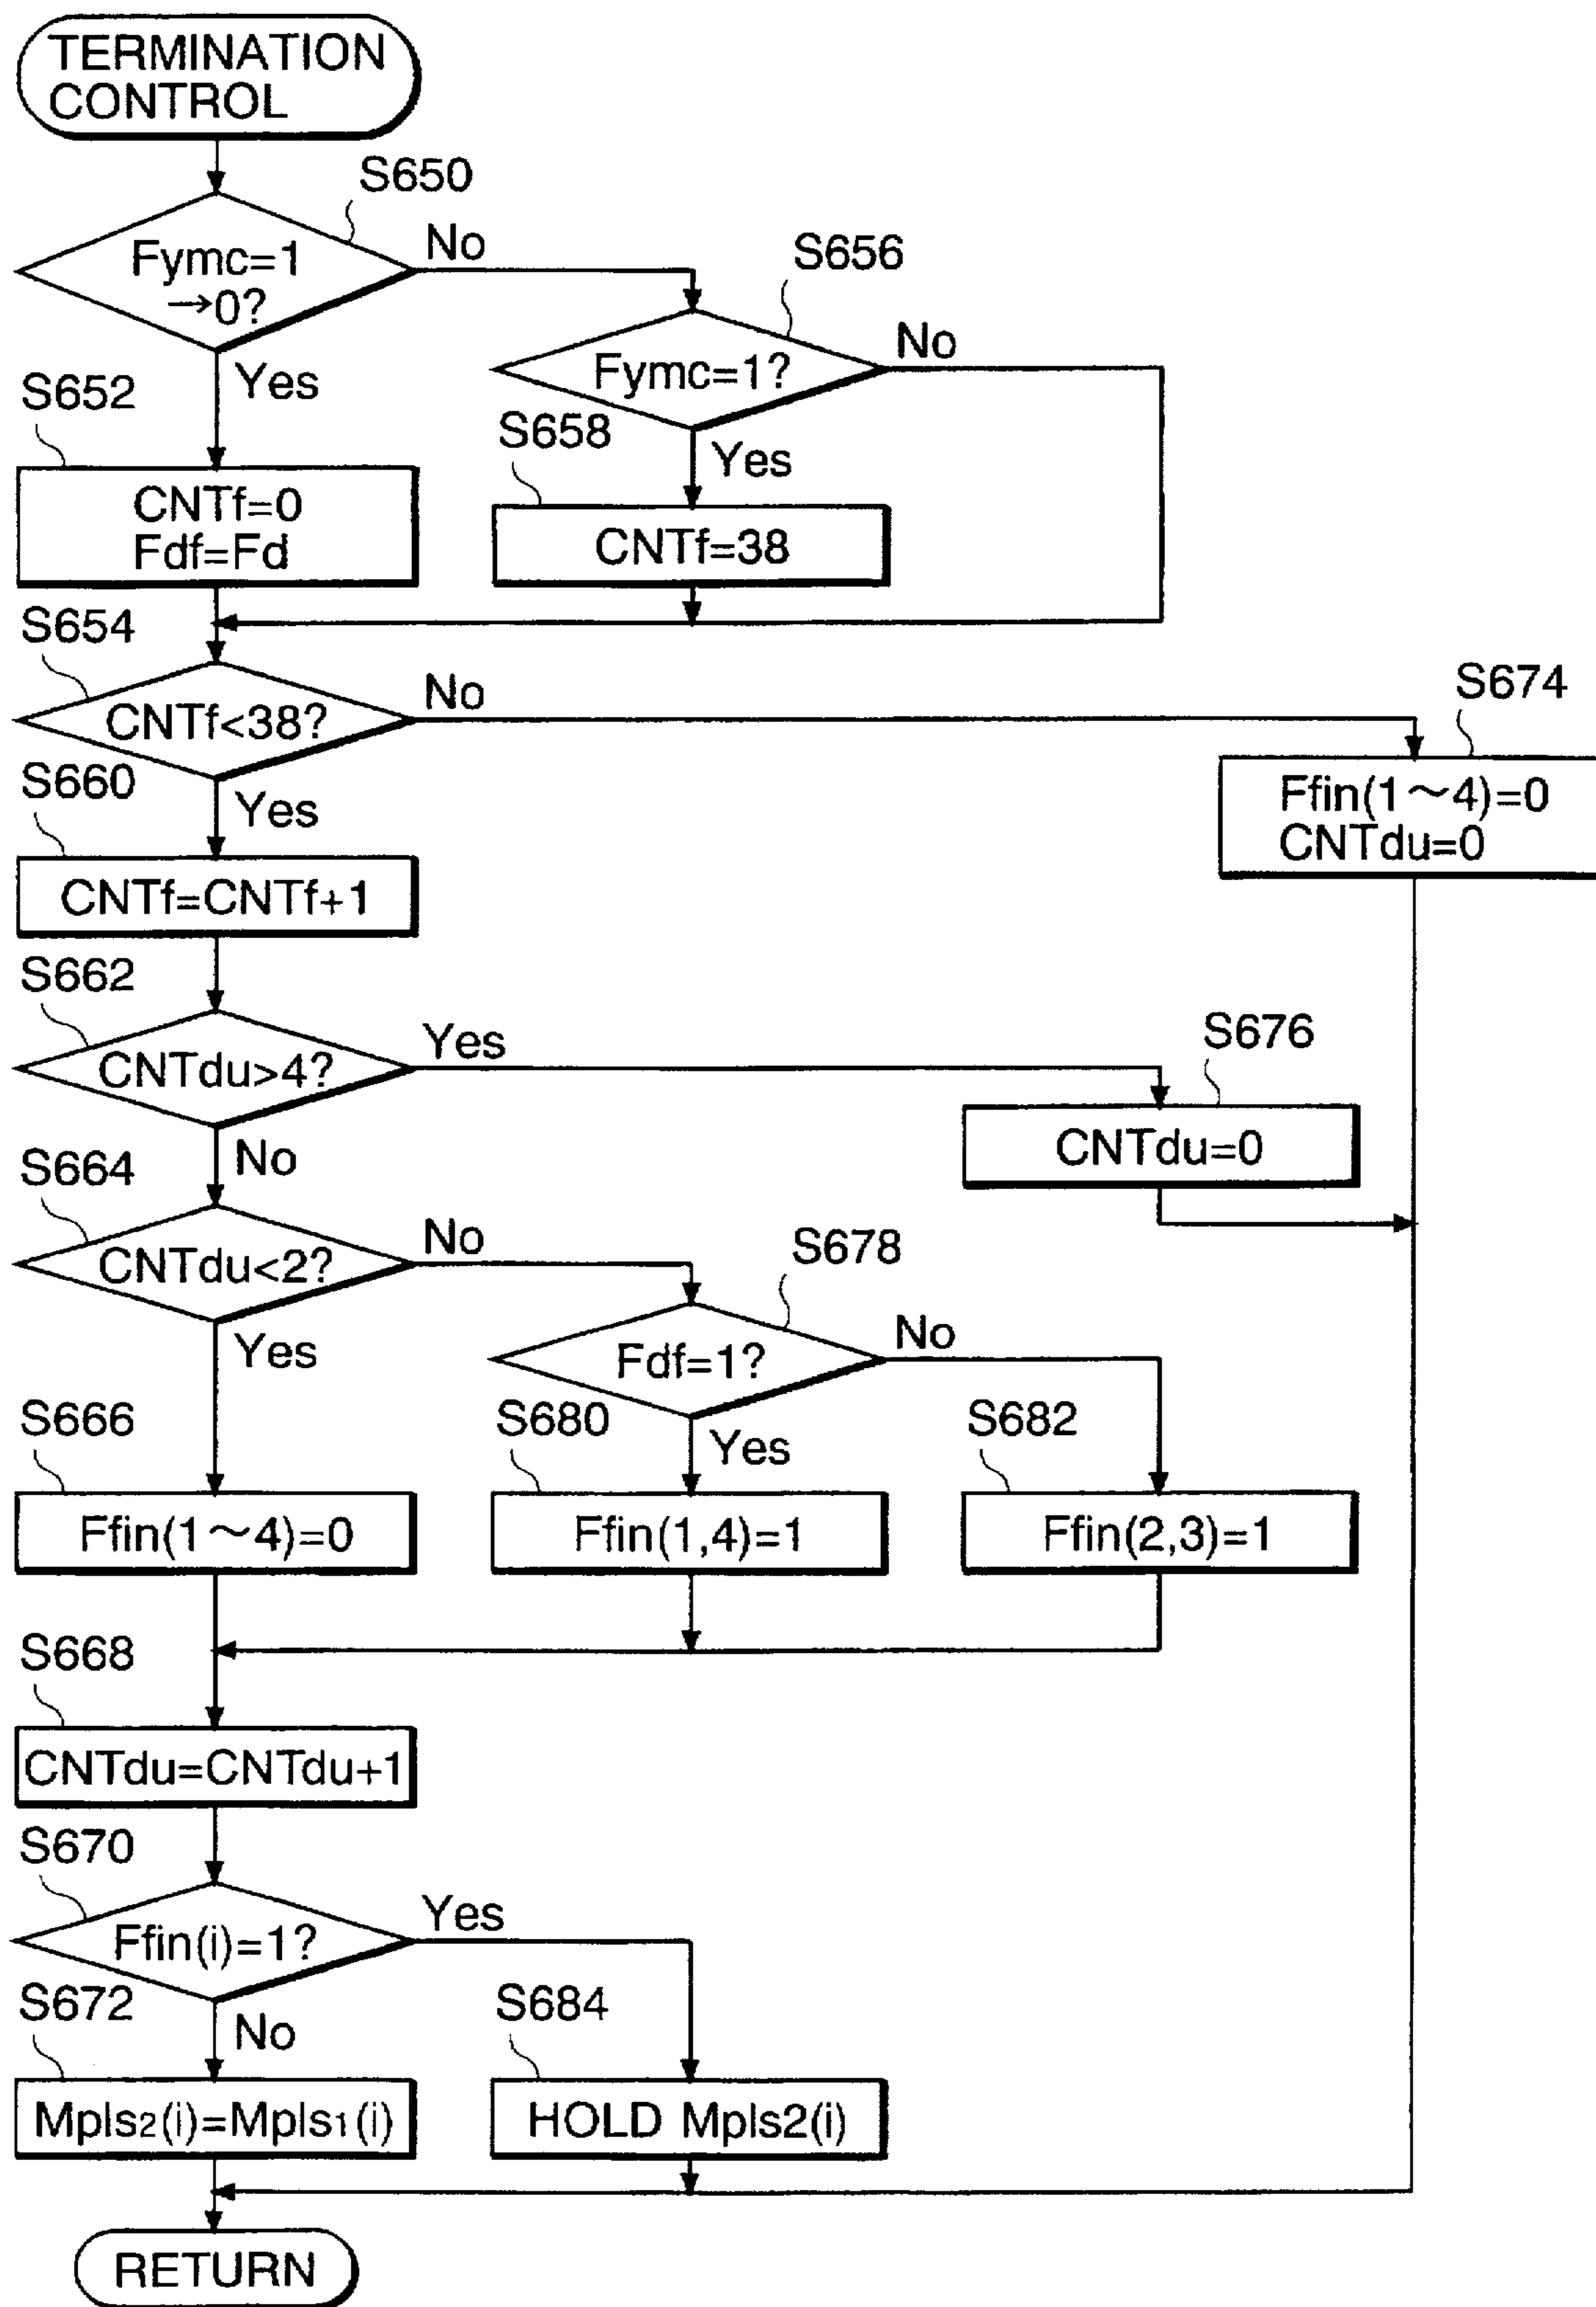 TERMINATION
CONTROL
S650
Fymc=1
→0?
No
Yes
S656
Fymc=1?
No
Yes
S652
CNTf=0
Fdf=Fd
S658
CNTf=38
S654
CNTf<38?
No
Yes
S674
Ffin(1～4)=0
CNTdu=0
S660
CNTf=CNTf+1
S662
CNTdu>4?
Yes
No
S676
CNTdu=0
S664
CNTdu<2?
No
Yes
S678
Fdf=1?
No
Yes
S666
Ffin(1～4)=0
S680
Ffin(1,4)=1
S682
Ffin(2,3)=1
S668
CNTdu=CNTdu+1
S670
Ffin(i)=1?
Yes
No
S672
Mpls2(i)=Mpls1(i)
S684
HOLD Mpls2(i)
RETURN